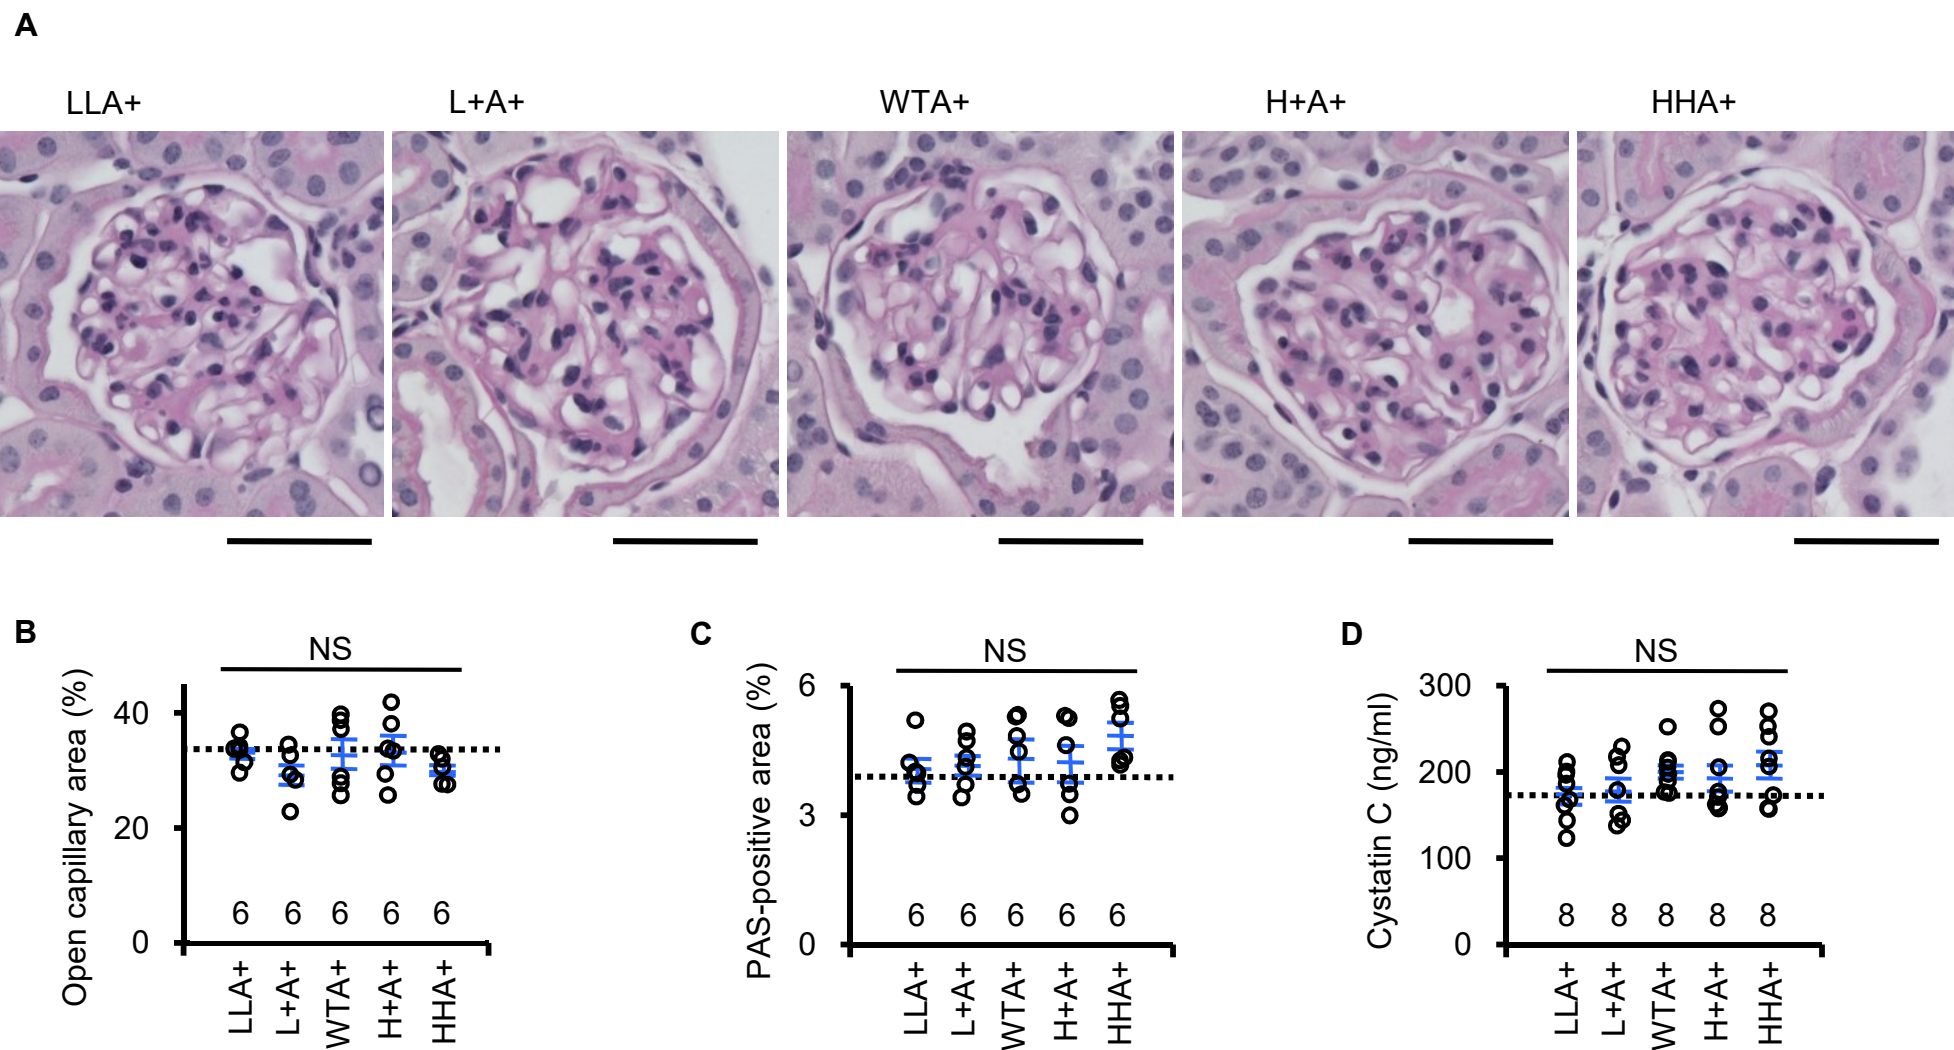 A
LLA+
L+A+
WTA+
H+A+
HHA+
B
NS
Open capillary area (%)
40
20
0
6 6 6 6 6
LLA+
L+A+
WTA+
H+A+
HHA+
C
NS
PAS-positive area (%)
6
3
0
6 6 6 6 6
LLA+
L+A+
WTA+
H+A+
HHA+
D
NS
Cystatin C (ng/ml)
300
200
100
0
8 8 8 8 8
LLA+
L+A+
WTA+
H+A+
HHA+